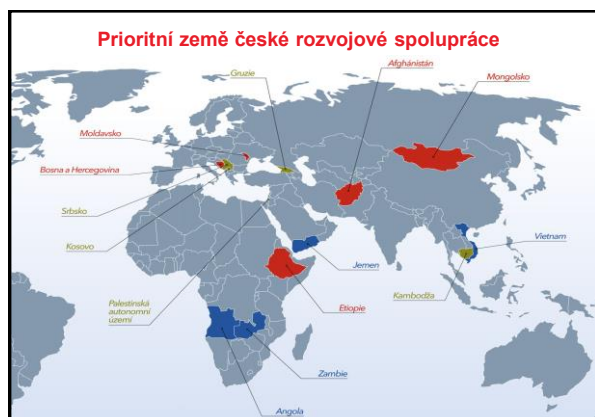 Prioritní země české rozvojové spolupráce
Gruzie
Afghánistán
Mongolsko
Moldavsko
Bosna a Hercegovina
Srbsko
Kosovo
Vietnam
Jemen
Palestinská
autonomní
území
Etiopie
Kambodža
Zambie
Angola